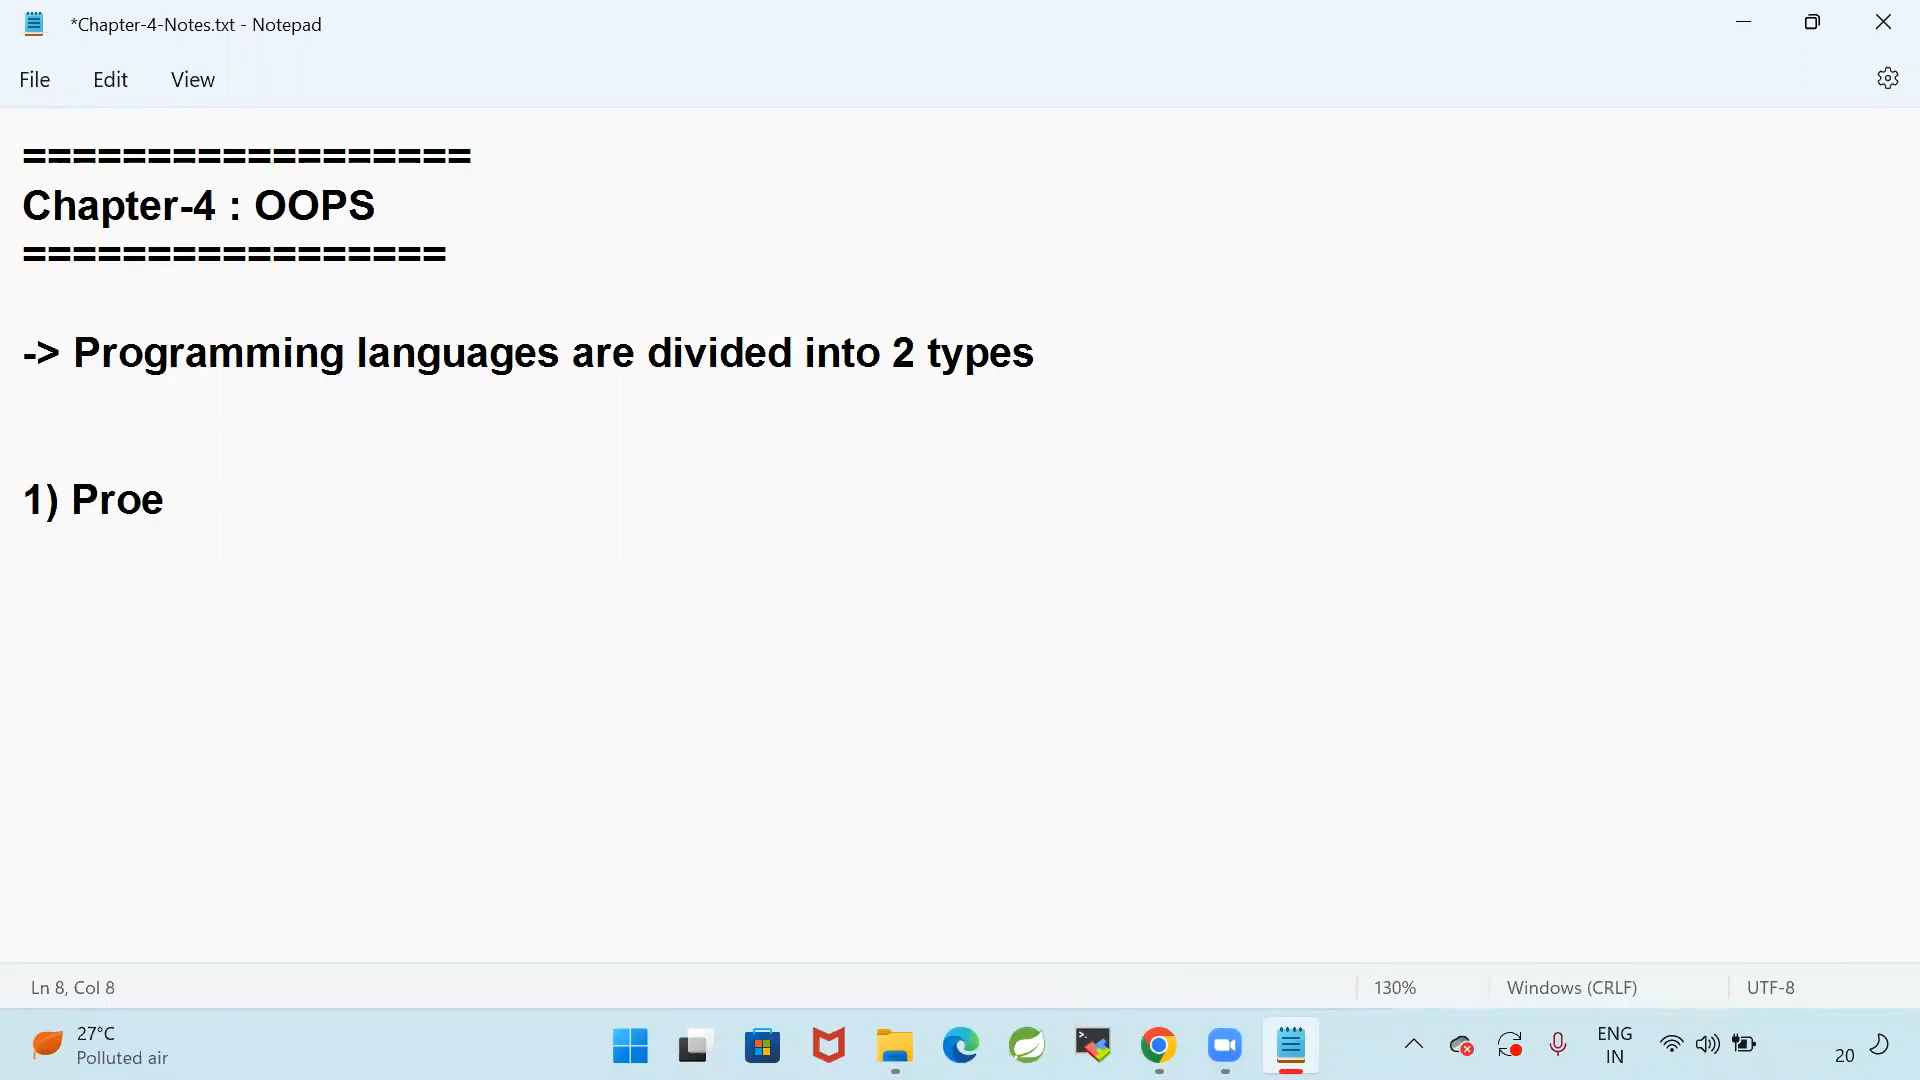 *Chapter-4-Notes.txt - Notepad
File Edit View
==================
Chapter-4 : OOPS
=================
-> Programming languages are divided into 2 types
1) Proe
Ln 8, Col 8 130% Windows (CRLF) UTF-8
27°C
Polluted air
ENG
IN
20